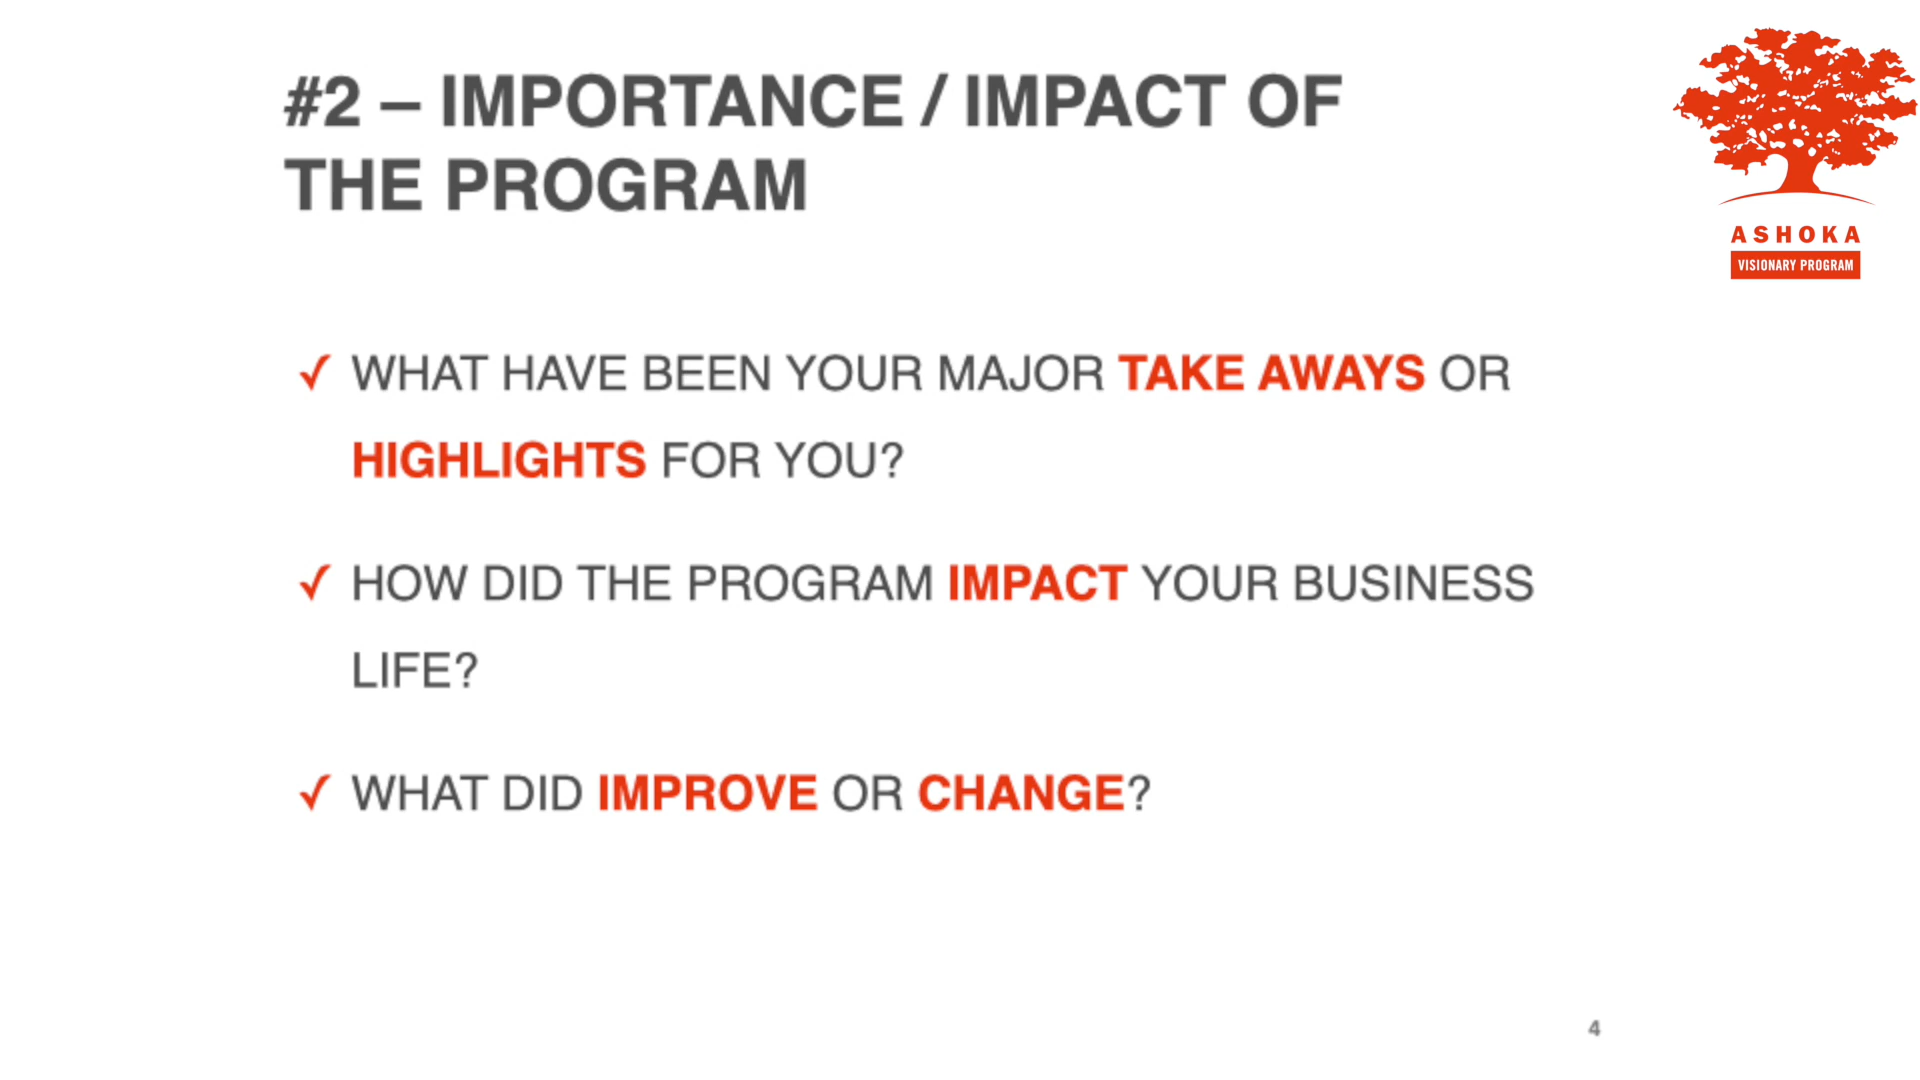 #2 – IMPORTANCE / IMPACT OF
THE PROGRAM
ASHOKA
VISIONARY PROGRAM
✓ WHAT HAVE BEEN YOUR MAJOR TAKE AWAYS OR
HIGHLIGHTS FOR YOU?
✓ HOW DID THE PROGRAM IMPACT YOUR BUSINESS
LIFE?
✓ WHAT DID IMPROVE OR CHANGE?
4